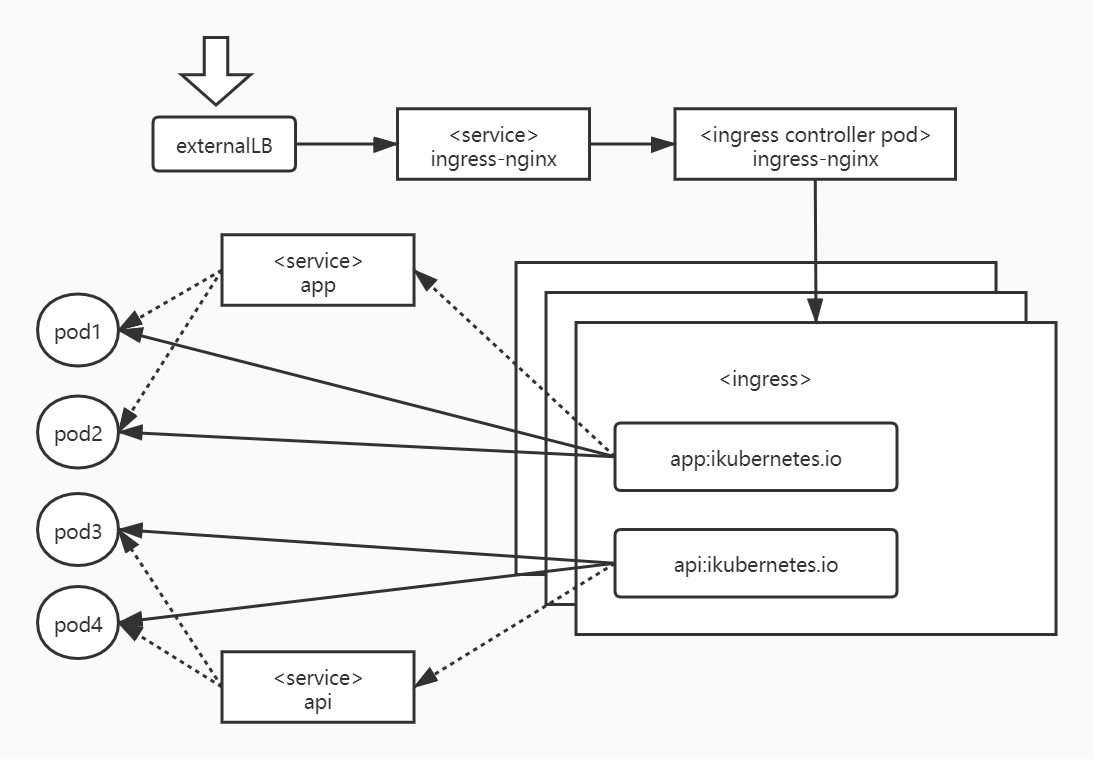 externalLB
<service>
ingress-nginx
<ingress controller pod>
ingress-nginx
<service>
app
pod1
pod2
pod3
pod4
<ingress>
app:ikubernetes.io
api:ikubernetes.io
<service>
api